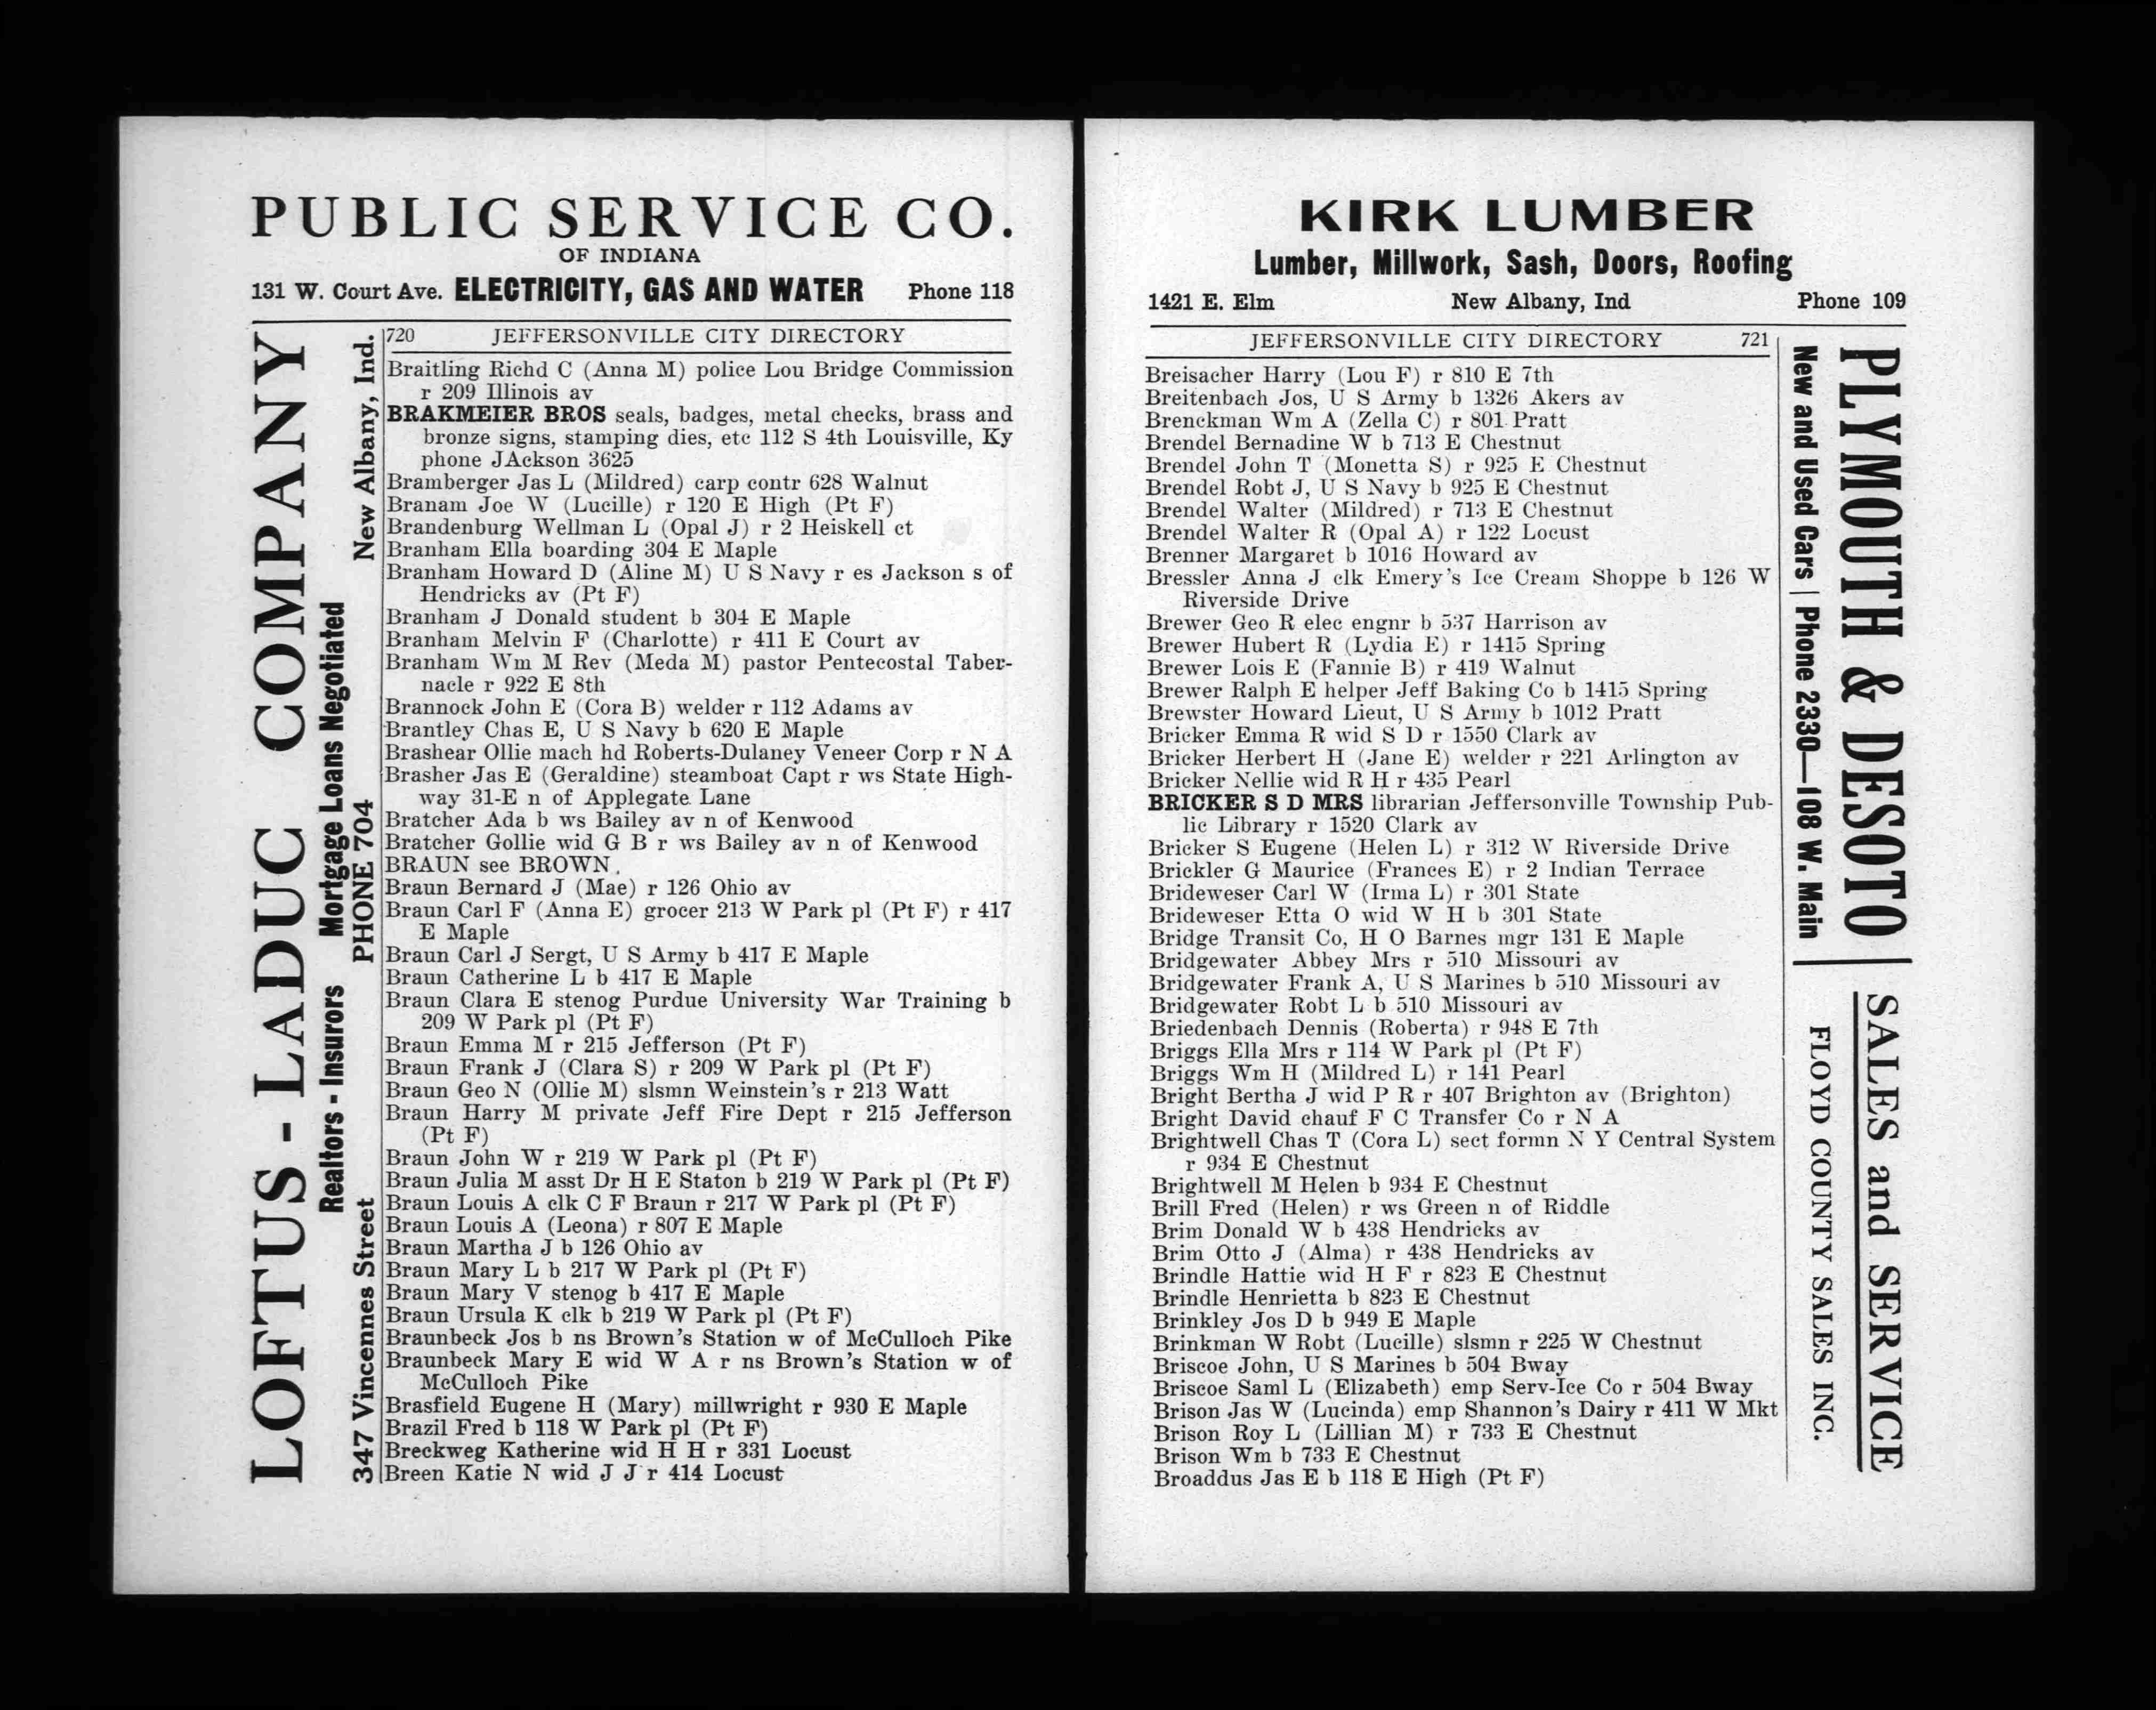 PUBLIC SERVICE CO.
OF INDIANA
131 W. Court Ave. ELECTRICITY, GAS AND WATER Phone 118
LOFTUS - LADUC COMPANY
Realtors - Insurors Mortgage Loans Negotiated
347 Vincennes Street PHONE 704 New Albany, Ind.
720 JEFFERSONVILLE CITY DIRECTORY
Braitling Richd C (Anna M) police Lou Bridge Commission
r 209 Illinois av
BRAKMEIER BROS seals, badges, metal checks, brass and
bronze signs, stamping dies, etc 112 S 4th Louisville, Ky
phone JAckson 3625
Bramberger Jas L (Mildred) carp contr 628 Walnut
Branam Joe W (Lucille) r 120 E High (Pt F)
Brandenburg Wellman L (Opal J) r 2 Heiskell ct
Branham Ella boarding 304 E Maple
Branham Howard D (Aline M) U S Navy r es Jackson s of
Hendricks av (Pt F)
Branham J Donald student b 304 E Maple
Branham Melvin F (Charlotte) r 411 E Court av
Branham Wm M Rev (Meda M) pastor Pentecostal Taber-
nacle r 922 E 8th
Brannock John E (Cora B) welder r 112 Adams av
Brantley Chas E, U S Navy b 620 E Maple
Brashear Ollie mach hd Roberts-Dulaney Veneer Corp r N A
Brasher Jas E (Geraldine) steamboat Capt r ws State High-
way 31-E n of Applegate Lane
Bratcher Ada b ws Bailey av n of Kenwood
Bratcher Gollie wid G B r ws Bailey av n of Kenwood
BRAUN see BROWN
Braun Bernard J (Mae) r 126 Ohio av
Braun Carl F (Anna E) grocer 213 W Park pl (Pt F) r 417
E Maple
Braun Carl J Sergt, U S Army b 417 E Maple
Braun Catherine L b 417 E Maple
Braun Clara E stenog Purdue University War Training b
209 W Park pl (Pt F)
Braun Emma M r 215 Jefferson (Pt F)
Braun Frank J (Clara S) r 209 W Park pl (Pt F)
Braun Geo N (Ollie M) slsmn Weinstein's r 213 Watt
Braun Harry M private Jeff Fire Dept r 215 Jefferson
(Pt F)
Braun John W r 219 W Park pl (Pt F)
Braun Julia M asst Dr H E Staton b 219 W Park pl (Pt F)
Braun Louis A clk C F Braun r 217 W Park pl (Pt F)
Braun Louis A (Leona) r 807 E Maple
Braun Martha J b 126 Ohio av
Braun Mary L b 217 W Park pl (Pt F)
Braun Mary V stenog b 417 E Maple
Braun Ursula K clk b 219 W Park pl (Pt F)
Braunbeck Jos b ns Brown's Station w of McCulloch Pike
Braunbeck Mary E wid W A r ns Brown's Station w of
McCulloch Pike
Brasfield Eugene H (Mary) millwright r 930 E Maple
Brazil Fred b 118 W Park pl (Pt F)
Breckweg Katherine wid H H r 331 Locust
Breen Katie N wid J J r 414 Locust
KIRK LUMBER
Lumber, Millwork, Sash, Doors, Roofing
1421 E. Elm New Albany, Ind Phone 109
JEFFERSONVILLE CITY DIRECTORY 721
Breisacher Harry (Lou F) r 810 E 7th
Breitenbach Jos, U S Army b 1326 Akers av
Brenckman Wm A (Zella C) r 801 Pratt
Brendel Bernadine W b 713 E Chestnut
Brendel John T (Monetta S) r 925 E Chestnut
Brendel Robt J, U S Navy b 925 E Chestnut
Brendel Walter (Mildred) r 713 E Chestnut
Brendel Walter R (Opal A) r 122 Locust
Brenner Margaret b 1016 Howard av
Bressler Anna J clk Emery's Ice Cream Shoppe b 126 W
Riverside Drive
Brewer Geo R elec engnr b 537 Harrison av
Brewer Hubert R (Lydia E) r 1415 Spring
Brewer Lois E (Fannie B) r 419 Walnut
Brewer Ralph E helper Jeff Baking Co b 1415 Spring
Brewster Howard Lieut, U S Army b 1012 Pratt
Bricker Emma R wid S D r 1550 Clark av
Bricker Herbert H (Jane E) welder r 221 Arlington av
Bricker Nellie wid R H r 435 Pearl
BRICKER S D MRS librarian Jeffersonville Township Pub-
lic Library r 1520 Clark av
Bricker S Eugene (Helen L) r 312 W Riverside Drive
Brickler G Maurice (Frances E) r 2 Indian Terrace
Brideweser Carl W (Irma L) r 301 State
Brideweser Etta O wid W H b 301 State
Bridge Transit Co, H O Barnes mgr 131 E Maple
Bridgewater Abbey Mrs r 510 Missouri av
Bridgewater Frank A, U S Marines b 510 Missouri av
Bridgewater Robt L b 510 Missouri av
Briedenbach Dennis (Roberta) r 948 E 7th
Briggs Ella Mrs r 114 W Park pl (Pt F)
Briggs Wm H (Mildred L) r 141 Pearl
Bright Bertha J wid P R r 407 Brighton av (Brighton)
Bright David chauf F C Transfer Co r N A
Brightwell Chas T (Cora L) sect formn N Y Central System
r 934 E Chestnut
Brightwell M Helen b 934 E Chestnut
Brill Fred (Helen) r ws Green n of Riddle
Brim Donald W b 438 Hendricks av
Brim Otto J (Alma) r 438 Hendricks av
Brindle Hattie wid H F r 823 E Chestnut
Brindle Henrietta b 823 E Chestnut
Brinkley Jos D b 949 E Maple
Brinkman W Robt (Lucille) slsmn r 225 W Chestnut
Briscoe John, U S Marines b 504 Bway
Briscoe Saml L (Elizabeth) emp Serv-Ice Co r 504 Bway
Brison Jas W (Lucinda) emp Shannon's Dairy r 411 W Mkt
Brison Roy L (Lillian M) r 733 E Chestnut
Brison Wm b 733 E Chestnut
Broaddus Jas E b 118 E High (Pt F)
PLYMOUTH & DESOTO
New and Used Cars | Phone 2330—108 W. Main
SALES and SERVICE
FLOYD COUNTY SALES INC.